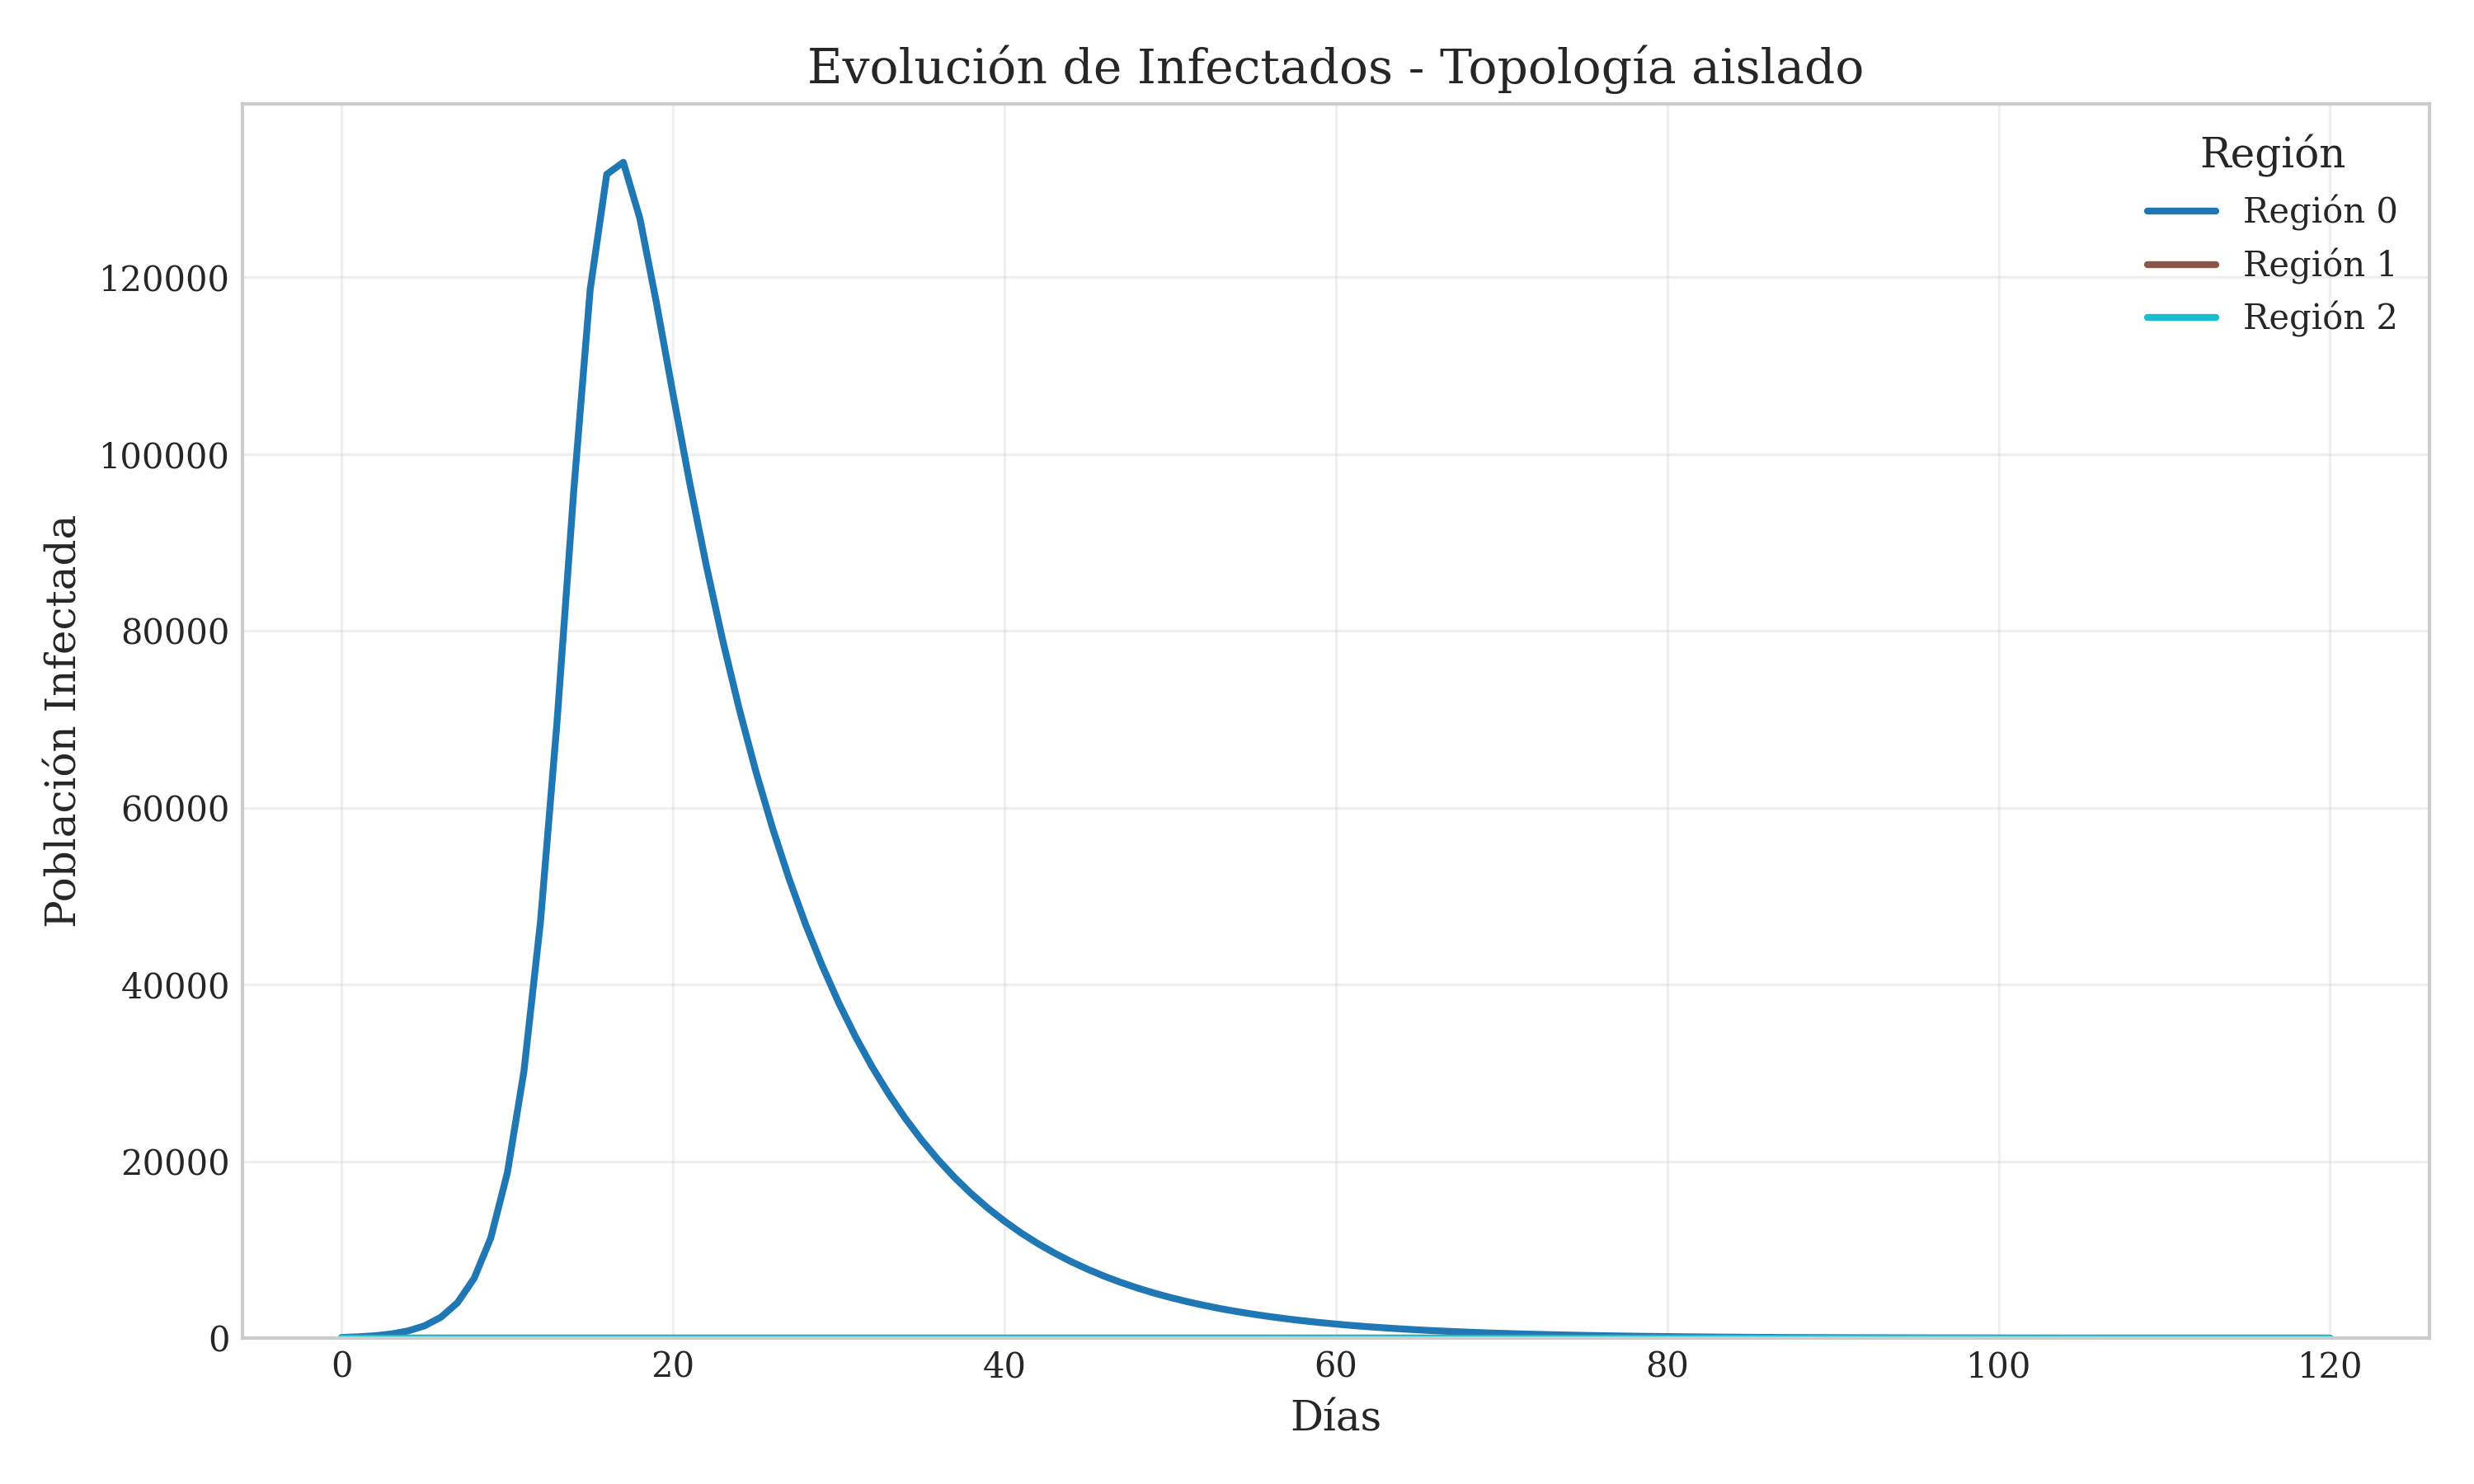 Evolución de Infectados - Topología aislado
Región
Región 0
Región 1
Región 2
Población Infectada
120000
100000
80000
60000
40000
20000
0
0 20 40 60 80 100 120
Días